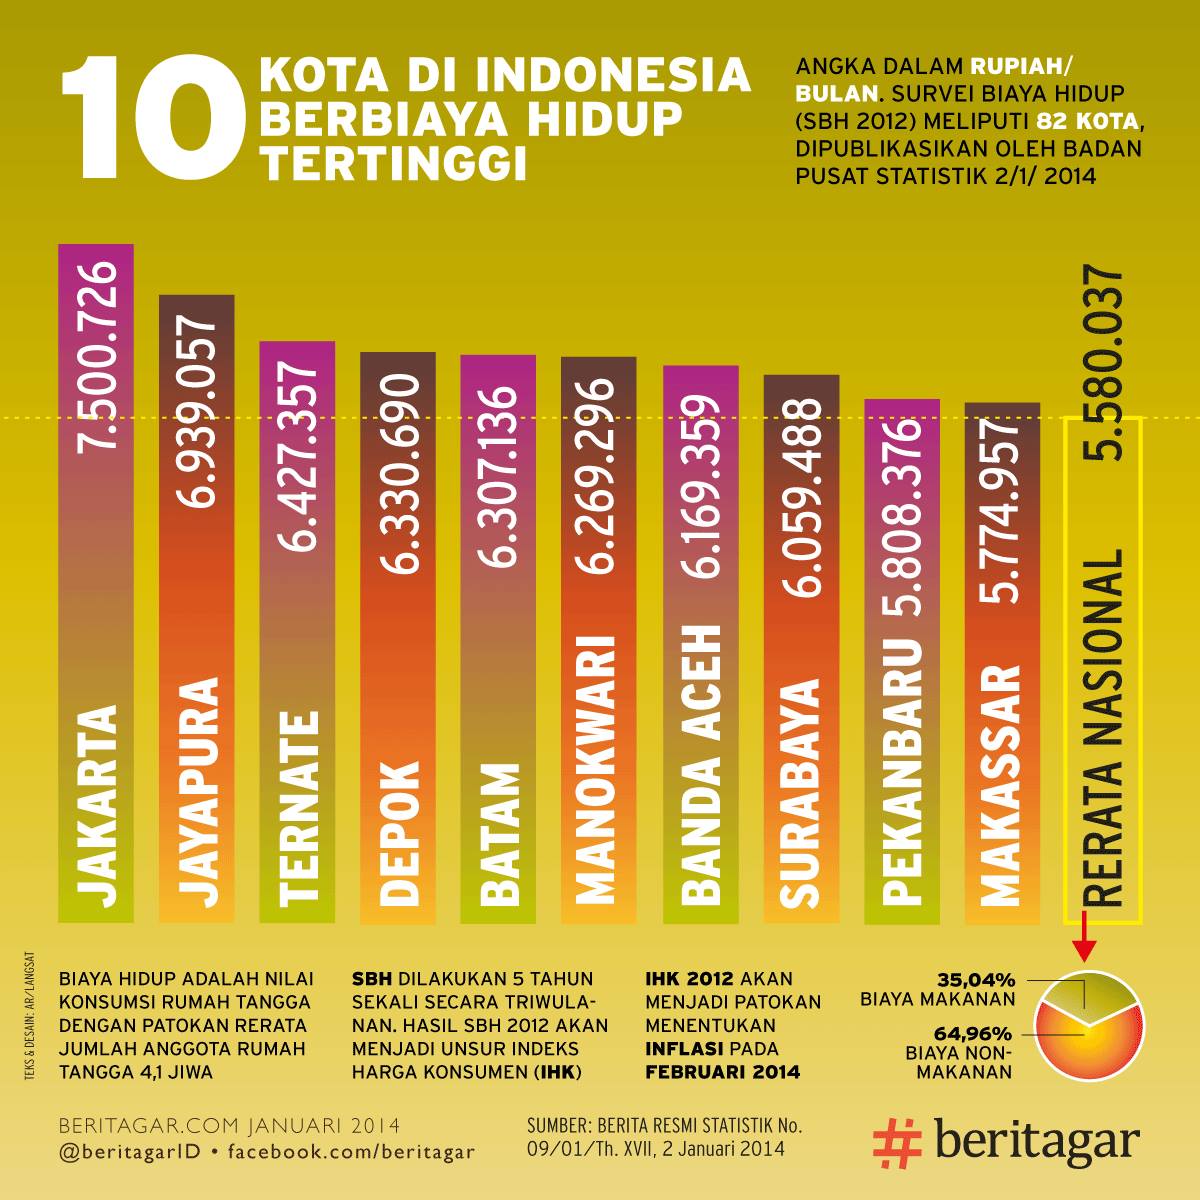 10
KOTA DI INDONESIA
BERBIAYA HIDUP
TERTINGGI
ANGKA DALAM RUPIAH/
BULAN. SURVEI BIAYA HIDUP
(SBH 2012) MELIPUTI 82 KOTA,
DIPUBLIKASIKAN OLEH BADAN
PUSAT STATISTIK 2/1/ 2014
JAKARTA 7.500.726
JAYAPURA 6.939.057
TERNATE 6.427.357
DEPOK 6.330.690
BATAM 6.307.136
MANOKWARI 6.269.296
BANDA ACEH 6.169.359
SURABAYA 6.059.488
PEKANBARU 5.808.376
MAKASSAR 5.774.957
RERATA NASIONAL 5.580.037
TEKS & DESAIN: AR/LANGSAT
BIAYA HIDUP ADALAH NILAI
KONSUMSI RUMAH TANGGA
DENGAN PATOKAN RERATA
JUMLAH ANGGOTA RUMAH
TANGGA 4,1 JIWA
SBH DILAKUKAN 5 TAHUN
SEKALI SECARA TRIWULA-
NAN. HASIL SBH 2012 AKAN
MENJADI UNSUR INDEKS
HARGA KONSUMEN (IHK)
IHK 2012 AKAN
MENJADI PATOKAN
MENENTUKAN
INFLASI PADA
FEBRUARI 2014
35,04%
BIAYA MAKANAN
64,96%
BIAYA NON-
MAKANAN
BERITAGAR.COM JANUARI 2014
@beritagarID • facebook.com/beritagar
SUMBER: BERITA RESMI STATISTIK No.
09/01/Th. XVII, 2 Januari 2014
# beritagar